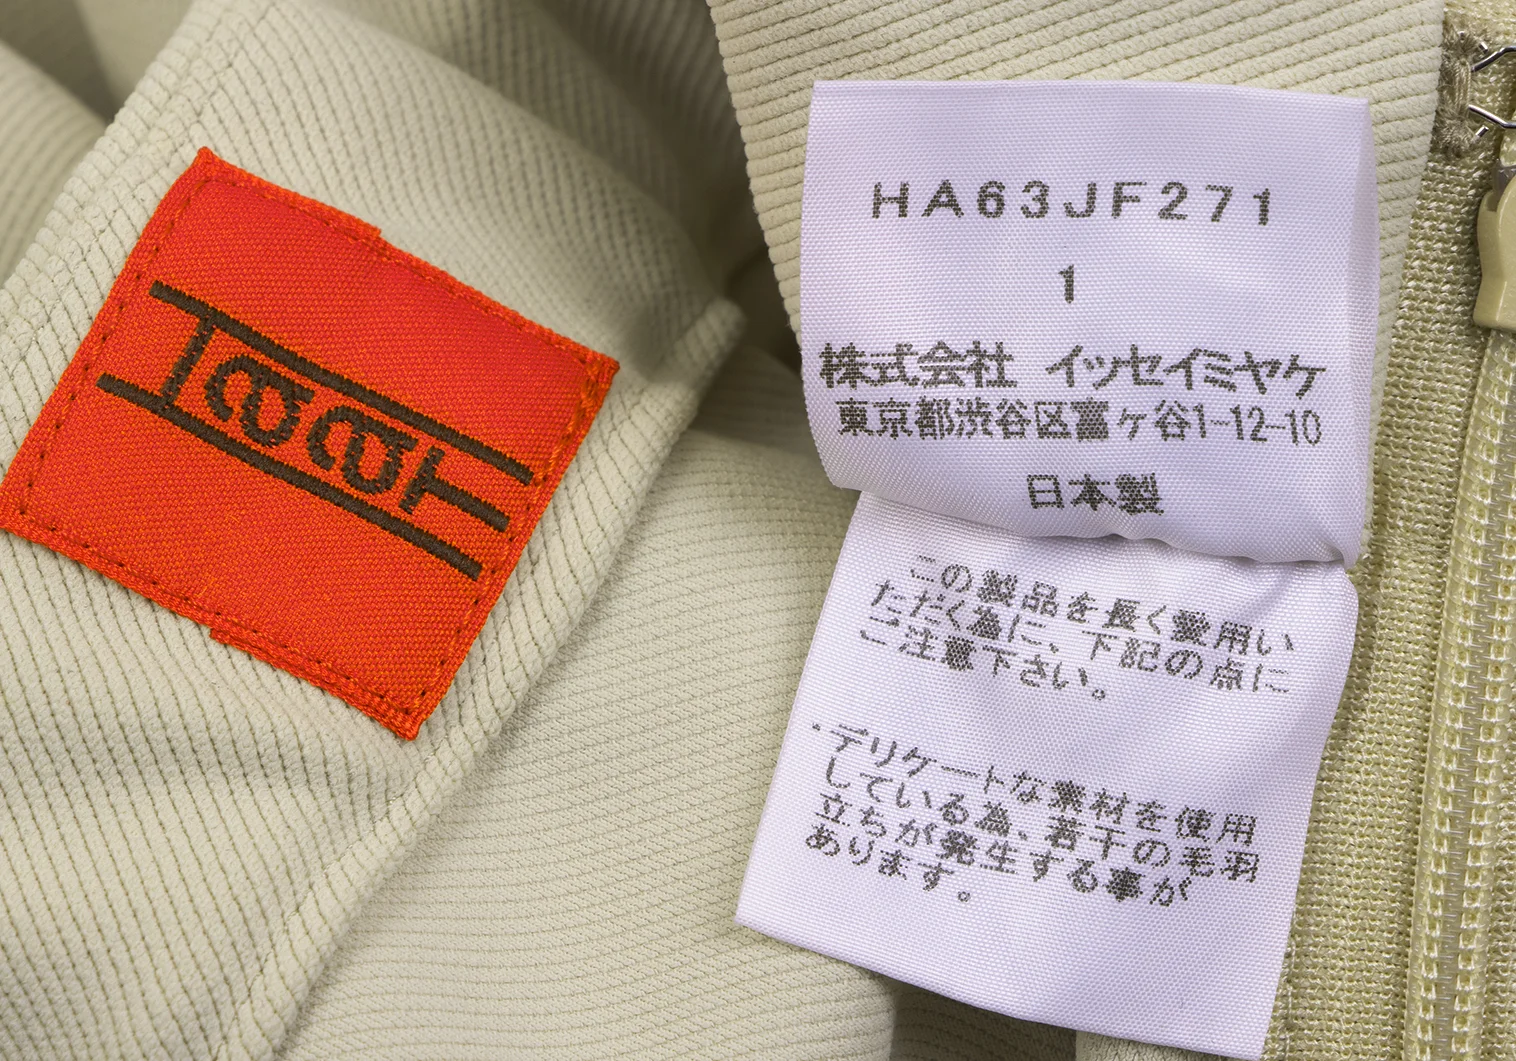 HA63JF271
1
株式会社 イッセイミヤケ
東京都渋谷区富ヶ谷1-12-10
日本製
この製品を長く愛用い
ただく為に、下記の点に
ご注意下さい。
・デリケートな素材を使用
している為、若干の毛羽
立ちが発生する事が
あります。